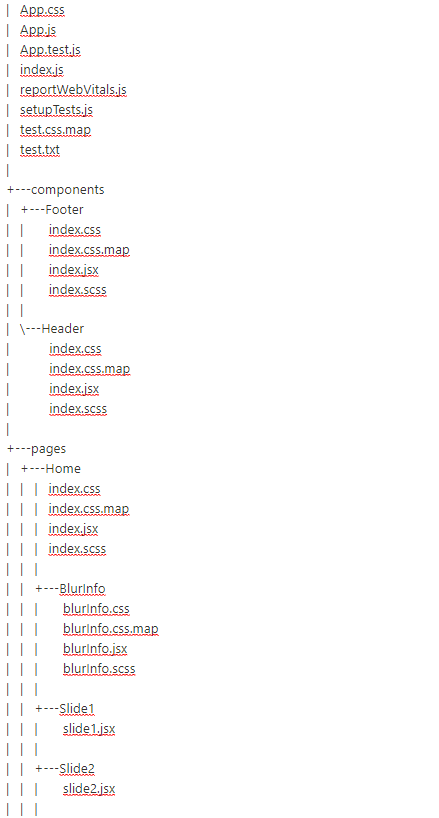 |   App.css
|   App.js
|   App.test.js
|   index.js
|   reportWebVitals.js
|   setupTests.js
|   test.css.map
|   test.txt
|
+---components
|   +---Footer
|   |       index.css
|   |       index.css.map
|   |       index.jsx
|   |       index.scss
|   |
|   \---Header
|           index.css
|           index.css.map
|           index.jsx
|           index.scss
|
+---pages
|   +---Home
|   |   |   index.css
|   |   |   index.css.map
|   |   |   index.jsx
|   |   |   index.scss
|   |   |
|   |   +---BlurInfo
|   |   |       blurInfo.css
|   |   |       blurInfo.css.map
|   |   |       blurInfo.jsx
|   |   |       blurInfo.scss
|   |   |
|   |   +---Slide1
|   |   |       slide1.jsx
|   |   |
|   |   +---Slide2
|   |   |       slide2.jsx
|   |   |